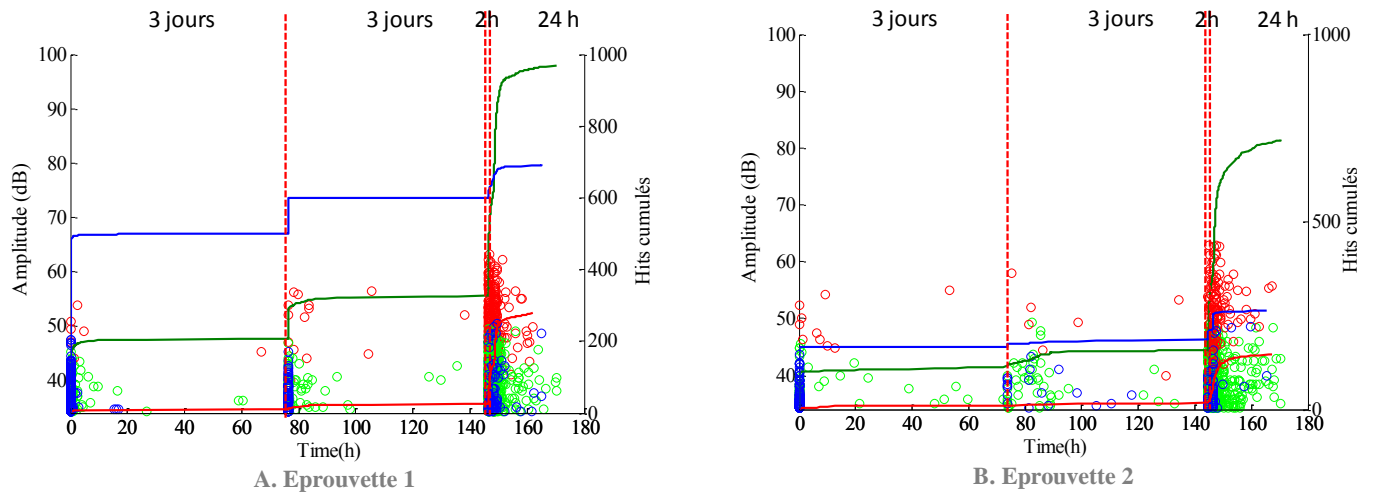 3 jours 3 jours 2h 24 h
100
90
80
70
60
50
40
Amplitude (dB)
1000
800
600
400
200
0
Hits cumulés
0 20 40 60 80 100 120 140 160 180
Time(h)
A. Eprouvette 1
3 jours 3 jours 2h 24 h
100
90
80
70
60
50
40
Amplitude (dB)
1000
500
0
Hits cumulés
0 20 40 60 80 100 120 140 160 180
Time(h)
B. Eprouvette 2